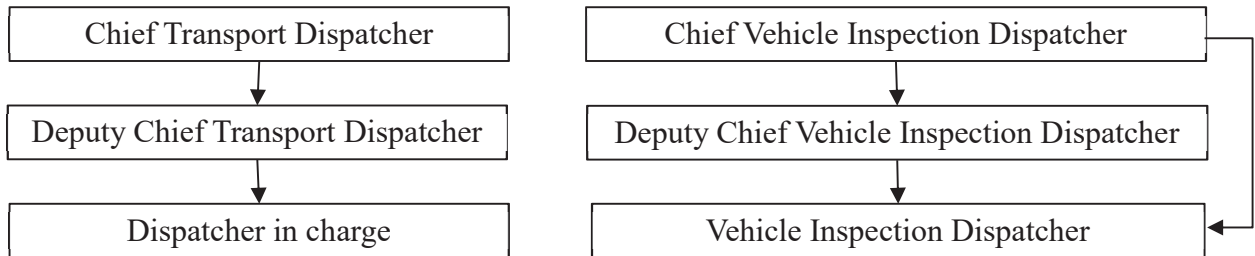 Chief Transport Dispatcher
Deputy Chief Transport Dispatcher
Dispatcher in charge
Chief Vehicle Inspection Dispatcher
Deputy Chief Vehicle Inspection Dispatcher
Vehicle Inspection Dispatcher